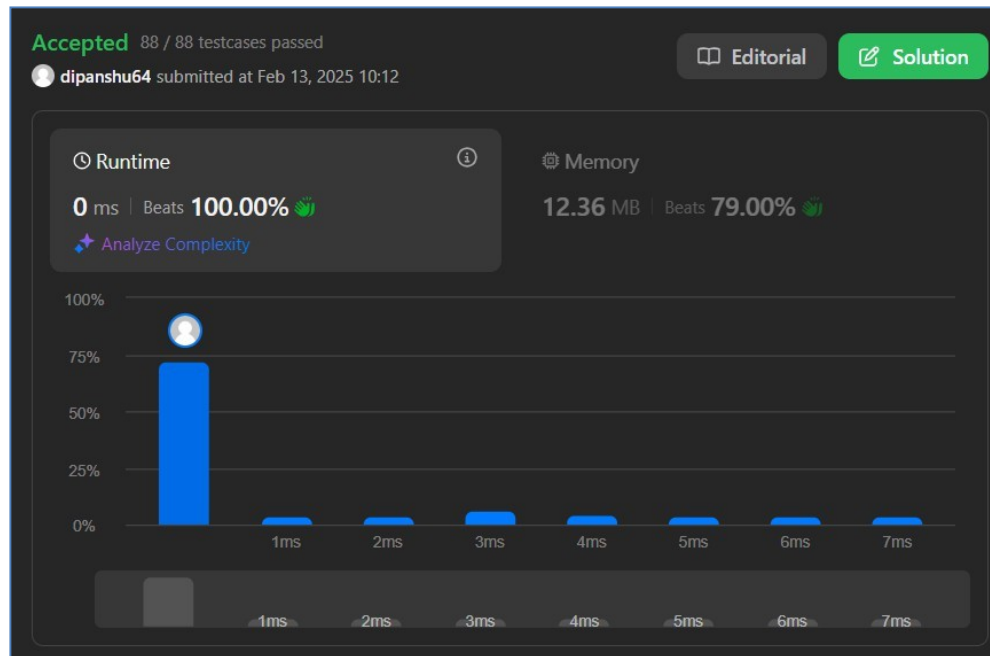 Accepted 88 / 88 testcases passed
Editorial
Solution
dipanshu64 submitted at Feb 13, 2025 10:12
Runtime
0 ms | Beats 100.00%
Analyze Complexity
Memory
12.36 MB | Beats 79.00%
100%
75%
50%
25%
0%
1ms 2ms 3ms 4ms 5ms 6ms 7ms
1ms 2ms 3ms 4ms 5ms 6ms 7ms